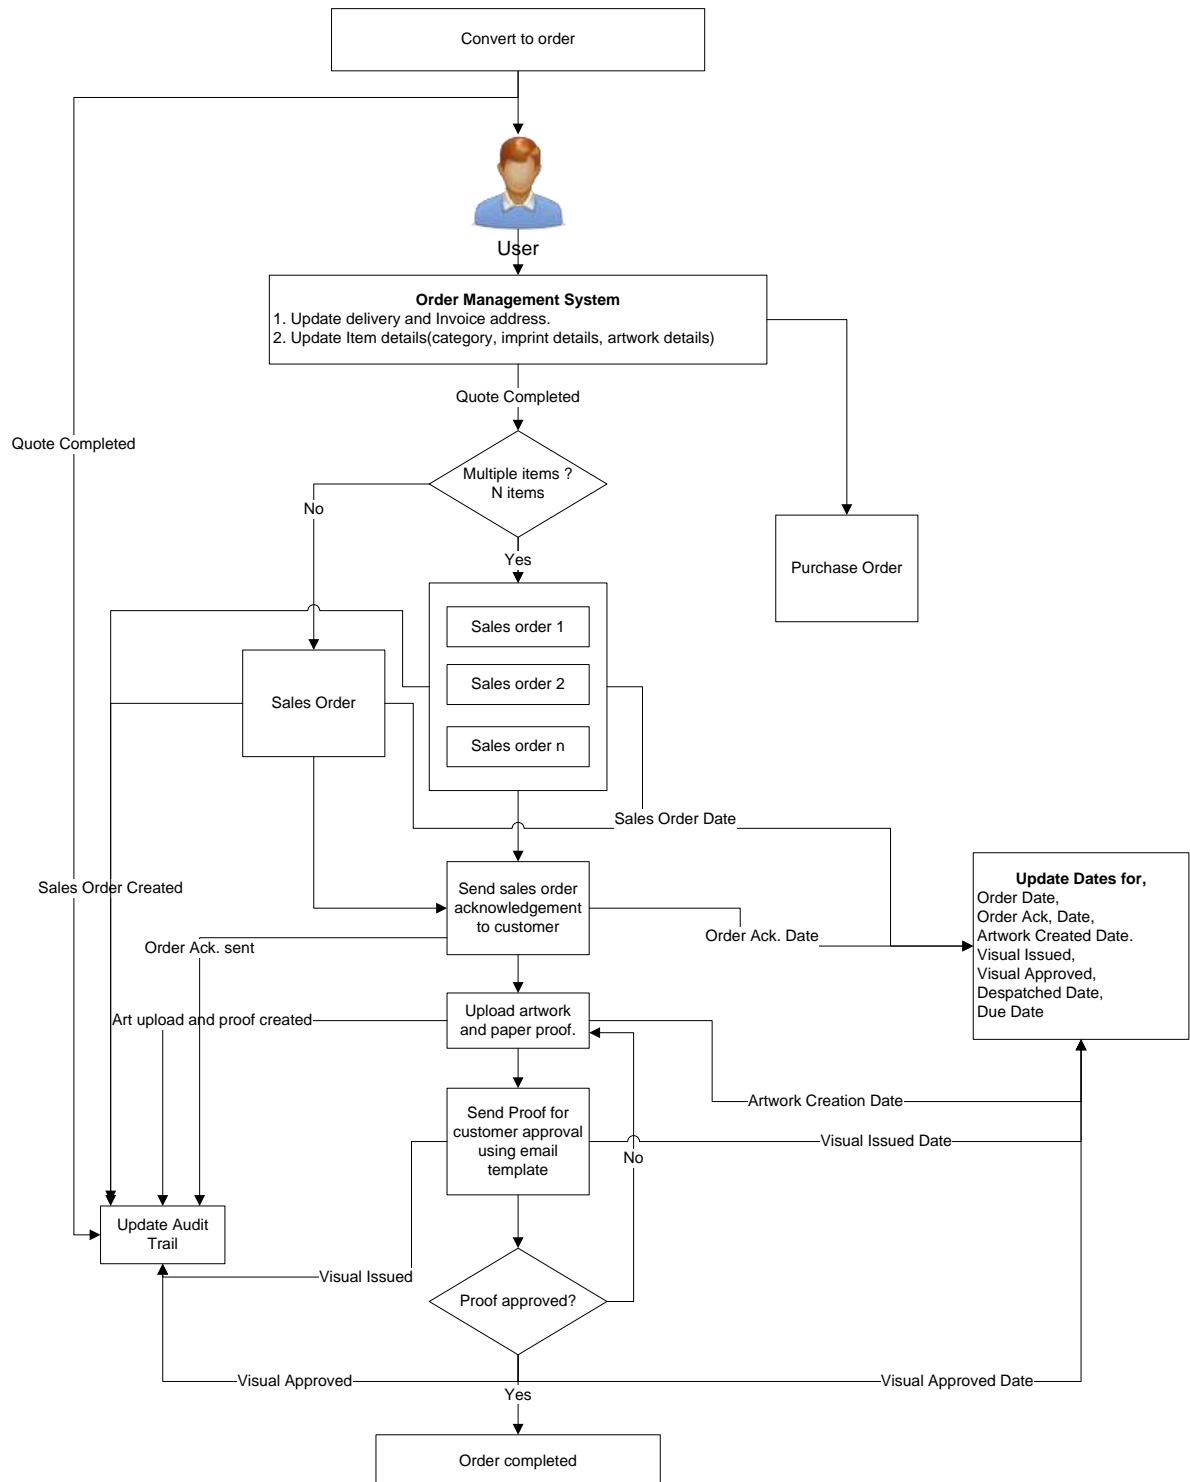 Convert to order
User
Order Management System
1. Update delivery and Invoice address.
2. Update Item details(category, imprint details, artwork details)
Quote Completed
Quote Completed
Multiple items ?
N items
No
Yes
Purchase Order
Sales order 1
Sales order 2
Sales order n
Sales Order
Sales Order Date
Send sales order
acknowledgement
to customer
Sales Order Created
Order Ack. sent
Order Ack. Date
Update Dates for,
Order Date,
Order Ack, Date,
Artwork Created Date.
Visual Issued,
Visual Approved,
Despatched Date,
Due Date
Art upload and proof created
Upload artwork
and paper proof.
Artwork Creation Date
Send Proof for
customer approval
using email
template
Visual Issued Date
No
Update Audit
Trail
Visual Issued
Proof approved?
Visual Approved
Visual Approved Date
Yes
Order completed